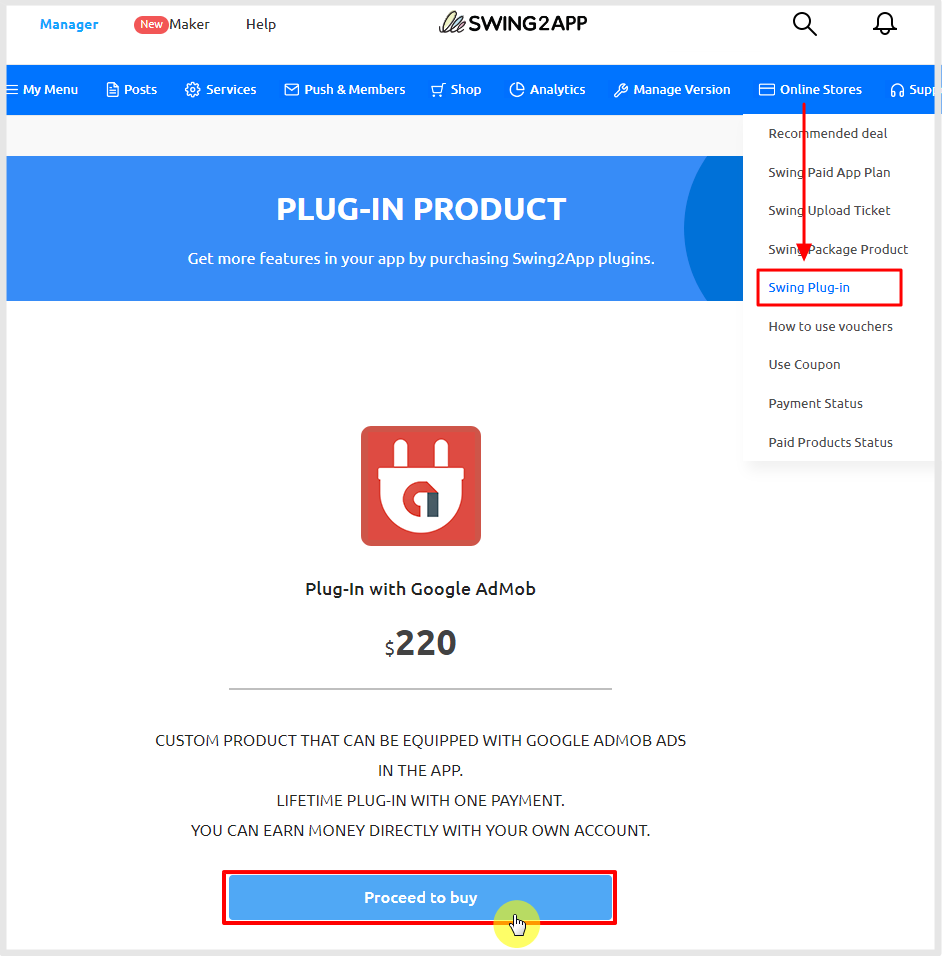 Manager
New
Maker
Help
SWING2APP
My Menu
Posts
Services
Push & Members
Shop
Analytics
Manage Version
Online Stores
Supp
Recommended deal
Swing Paid App Plan
Swing Upload Ticket
Swing Package Product
Swing Plug-in
How to use vouchers
Use Coupon
Payment Status
Paid Products Status
PLUG-IN PRODUCT
Get more features in your app by purchasing Swing2App plugins.
Plug-In with Google AdMob
$220
CUSTOM PRODUCT THAT CAN BE EQUIPPED WITH GOOGLE ADMOB ADS
IN THE APP.
LIFETIME PLUG-IN WITH ONE PAYMENT.
YOU CAN EARN MONEY DIRECTLY WITH YOUR OWN ACCOUNT.
Proceed to buy